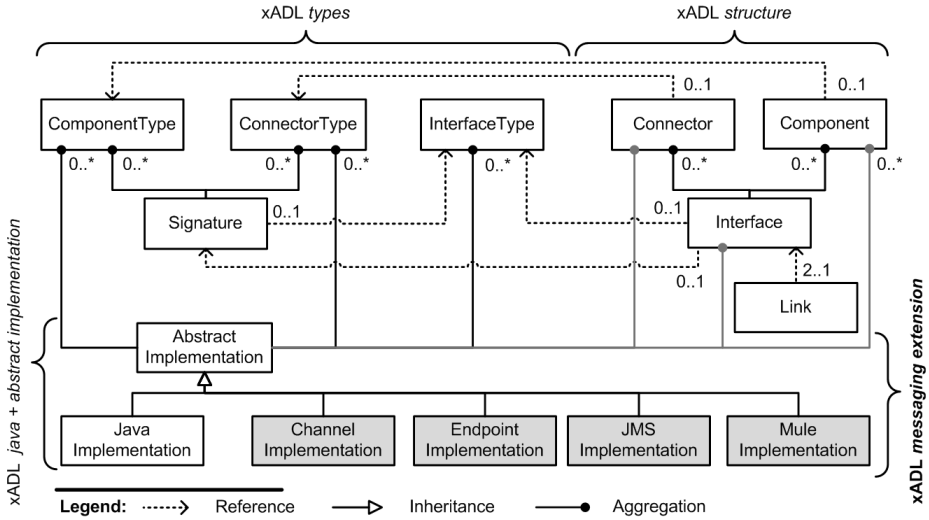 xADL types
xADL structure
0..1
0..1
ComponentType
ConnectorType
InterfaceType
Connector
Component
0..*
0..*
0..*
0..*
0..*
0..*
0..*
0..*
Signature
0..1
0..1
Interface
0..1
2..1
Link
xADL java + abstract implementation
Abstract
Implementation
xADL messaging extension
Java
Implementation
Channel
Implementation
Endpoint
Implementation
JMS
Implementation
Mule
Implementation
Legend:
Reference
Inheritance
Aggregation